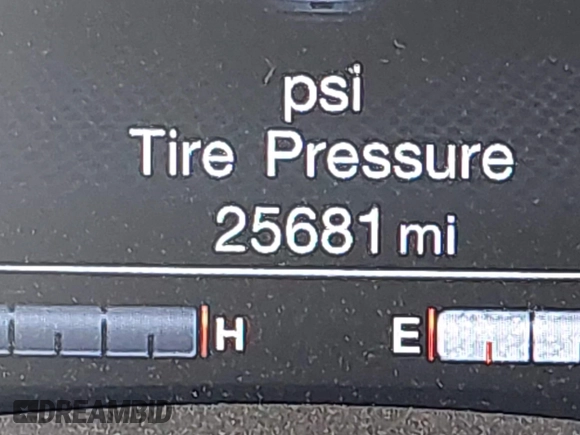 psi
Tire Pressure
25681 mi
H E
DREAMBID